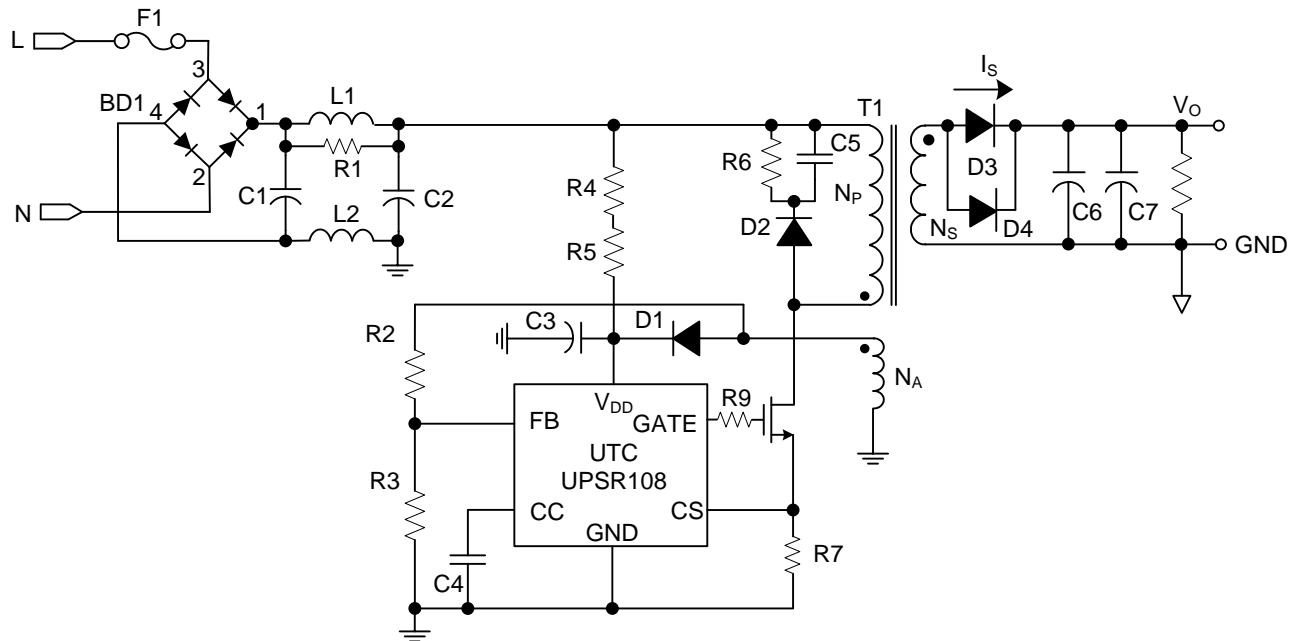 F1
L
3
BD1
4
1
2
L1
R1
C1
C2
L2
N
R4
R5
R6
C5
D2
T1
N_P
N_S
I_S
D3
D4
V_O
C6
C7
GND
R2
C3
D1
N_A
V_DD
R9
FB
GATE
UTC
UPSR108
R3
CC
CS
GND
R7
C4